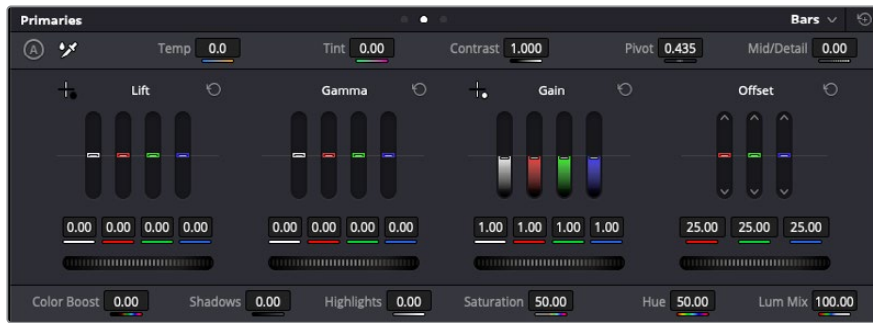 Primaries Bars
A Temp 0.0 Tint 0.00 Contrast 1.000 Pivot 0.435 Mid/Detail 0.00
Lift Gamma Gain Offset
0.00 0.00 0.00 0.00 0.00 0.00 0.00 0.00 1.00 1.00 1.00 1.00 25.00 25.00 25.00
Color Boost 0.00 Shadows 0.00 Highlights 0.00 Saturation 50.00 Hue 50.00 Lum Mix 100.00